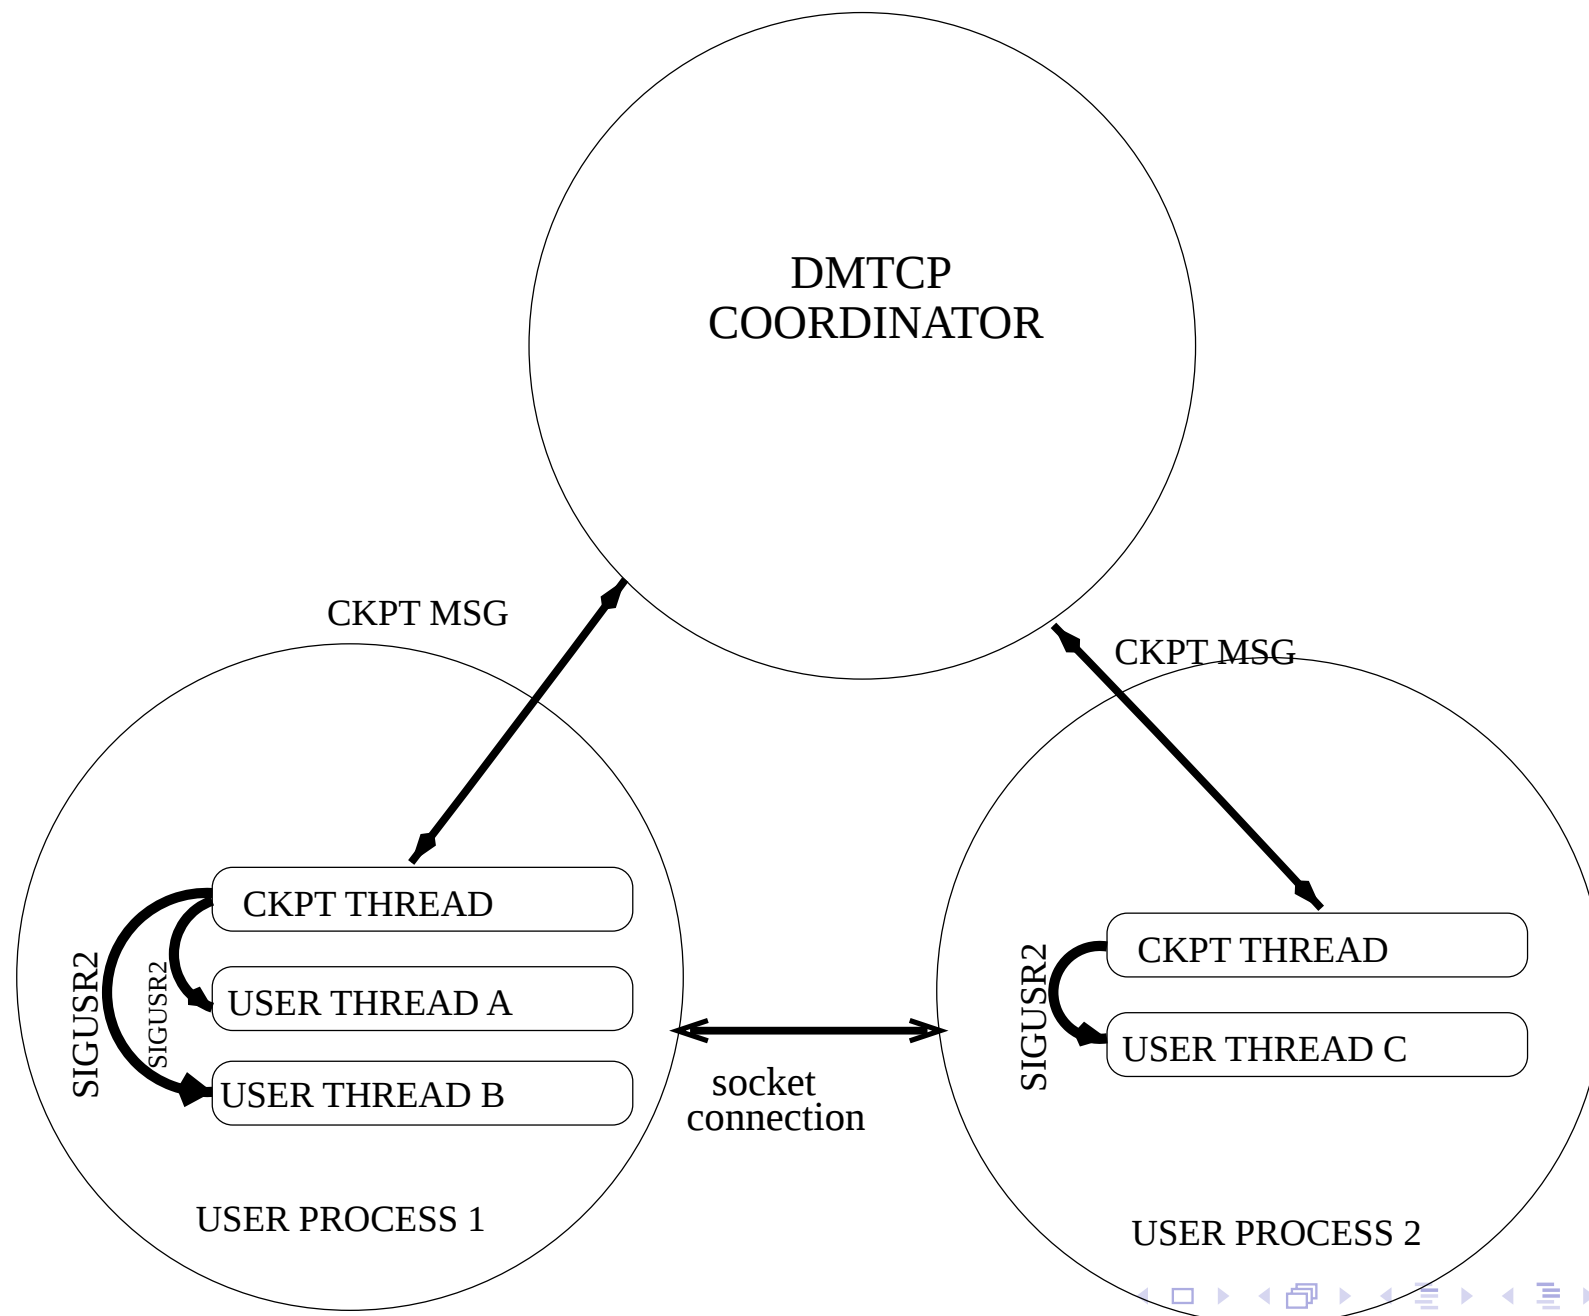 DMTCP
COORDINATOR
CKPT MSG
CKPT MSG
CKPT THREAD
USER THREAD A
USER THREAD B
SIGUSR2
SIGUSR2
USER PROCESS 1
socket
connection
CKPT THREAD
USER THREAD C
SIGUSR2
USER PROCESS 2